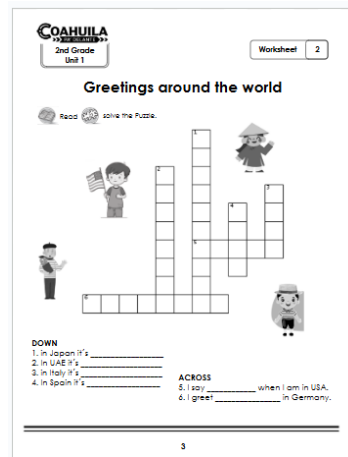 COAHUILA
2nd Grade
Unit 1
Worksheet 2
Greetings around the world
Read solve the Puzzle.
1
2
3
4
5
6
DOWN
1. in Japan it's ________________
2. In UAE it's ________________
3. in Italy it's ________________
4. in Spain it's ________________
ACROSS
5. I say ___________ when I am in USA.
6. I greet _______________ in Germany.
3